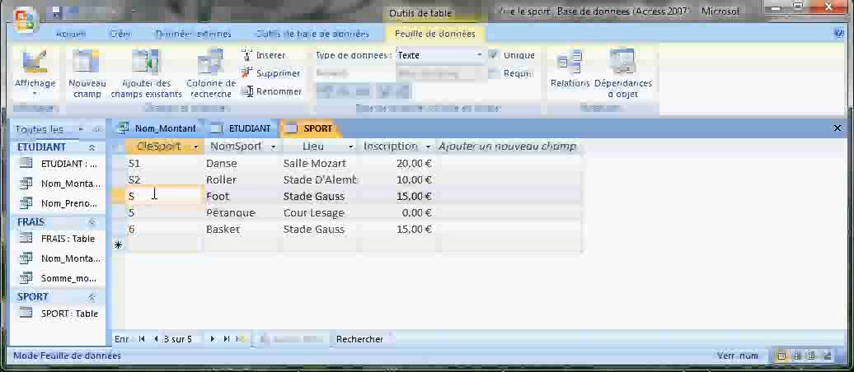 Outils de table
le sport : Base de données (Access 2007) Microsof
Accueil Créer Données externes Outils de base de données Feuille de données
Affichage
Nouveau champ
Ajouter des champs existants
Colonne de recherche
Insérer
Supprimer
Renommer
Type de données : Texte
Unique
Requis
Relations
Dépendances d'objet
Toutes les ...
Nom_Montant ETUDIANT SPORT
CleSport NomSport Lieu Inscription Ajouter un nouveau champ
S1 Danse Salle Mozart 20,00 €
S2 Roller Stade D'Alemb 10,00 €
S Foot Stade Gauss 15,00 €
5 Pétanque Cour Lesage 0,00 €
6 Basker Stade Gauss 15,00 €
ETUDIANT
ETUDIANT : ...
Nom_Monta...
Nom_Preno...
FRAIS
FRAIS : Table
Nom_Monta...
Somme_mo...
SPORT
SPORT : Table
Enr 3 sur 5 Rechercher
Mode Feuille de données
Verr. num